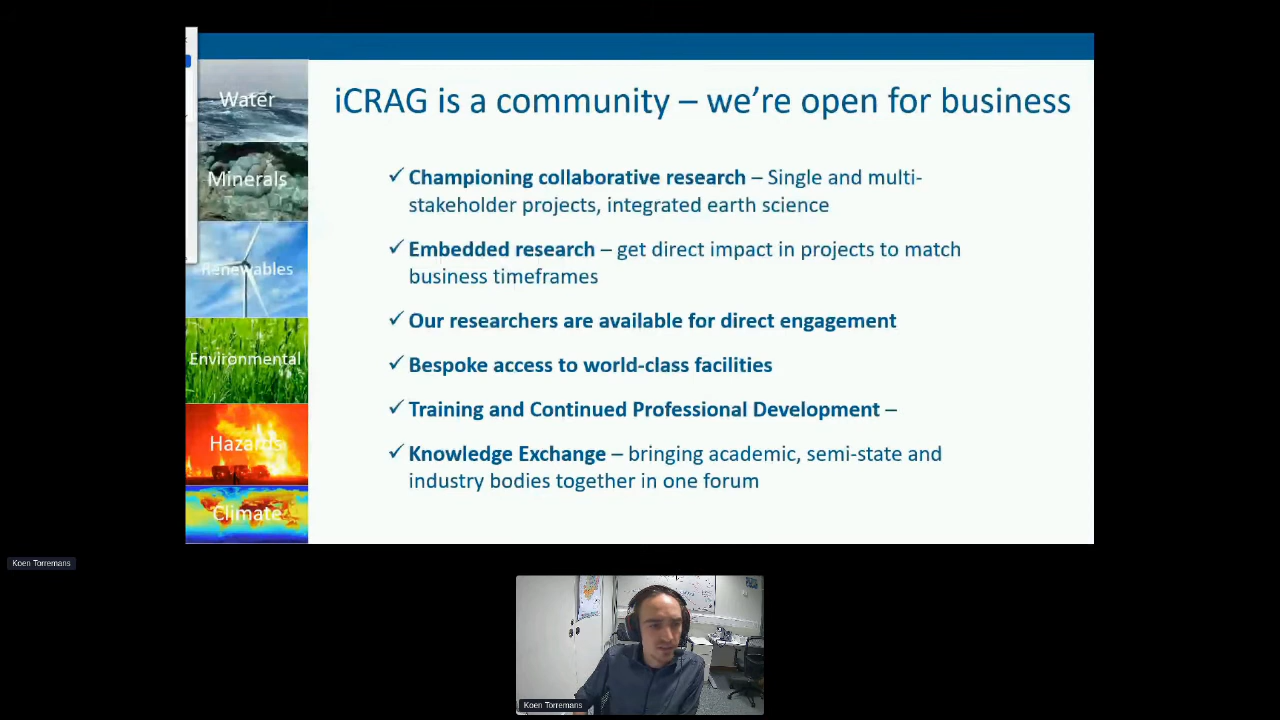 iCRAG is a community – we're open for business
Water
Minerals
Renewables
Environmental
Hazards
Climate
✓ Championing collaborative research – Single and multi-
stakeholder projects, integrated earth science
✓ Embedded research – get direct impact in projects to match
business timeframes
✓ Our researchers are available for direct engagement
✓ Bespoke access to world-class facilities
✓ Training and Continued Professional Development –
✓ Knowledge Exchange – bringing academic, semi-state and
industry bodies together in one forum
Koen Torremans
Koen Torremans